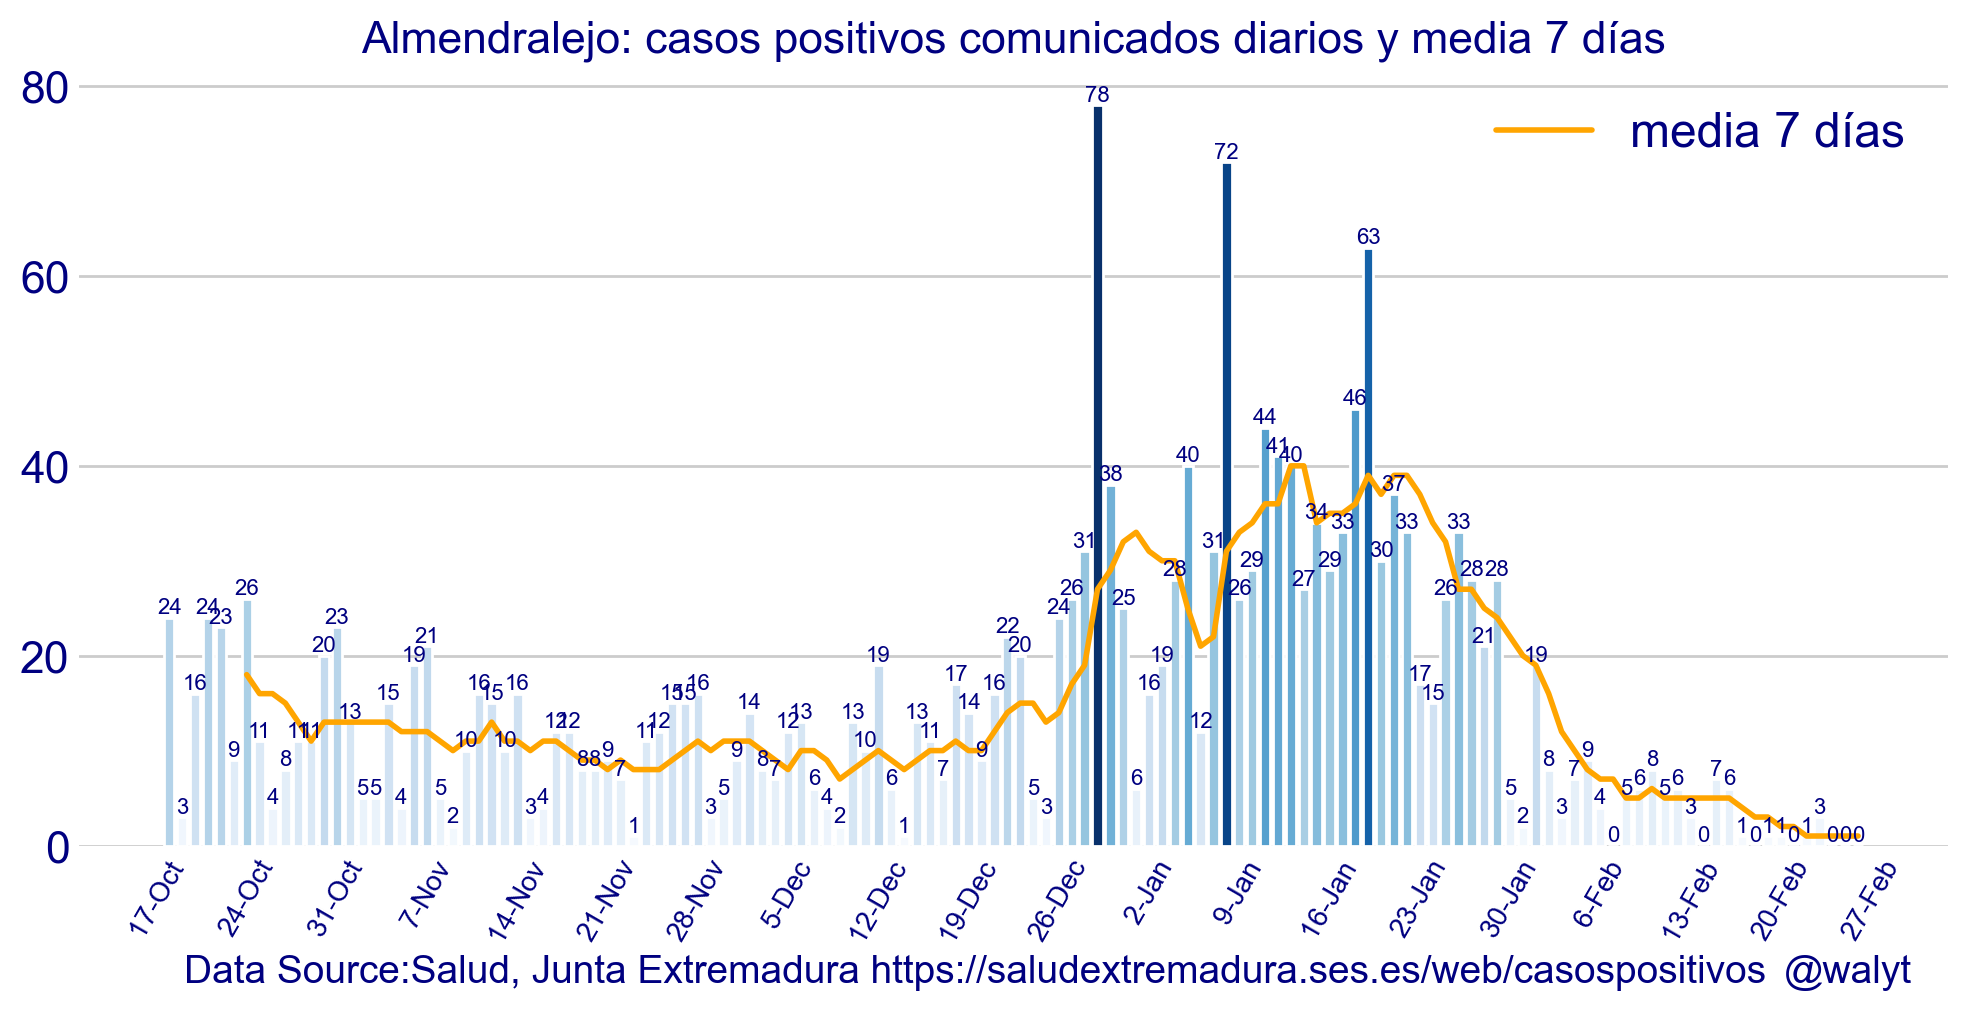 Almendralejo: casos positivos comunicados diarios y media 7 días
media 7 días
80
60
40
20
0
24 3 16 24 23 9 26 11 4 8 11 11 20 23 13 5 5 15 4 19 21 5 2 10 16 15 10 16 3 4 12 12 8 8 9 7 1 11 12 15 15 16 3 5 9 14 8 7 12 13 6 4 2 13 10 19 6 1 13 11 7 17 14 9 16 22 20 5 3 24 26 31 78 38 25 6 16 19 28 40 12 31 72 26 29 44 41 40 27 34 29 33 46 63 30 37 33 17 15 26 33 28 21 28 5 2 19 8 3 7 9 4 0 5 6 8 5 6 3 0 7 6 1 0 1 1 0 1 3 0 0 0
17-Oct 24-Oct 31-Oct 7-Nov 14-Nov 21-Nov 28-Nov 5-Dec 12-Dec 19-Dec 26-Dec 2-Jan 9-Jan 16-Jan 23-Jan 30-Jan 6-Feb 13-Feb 20-Feb 27-Feb
Data Source:Salud, Junta Extremadura https://saludextremadura.ses.es/web/casospositivos @walyt